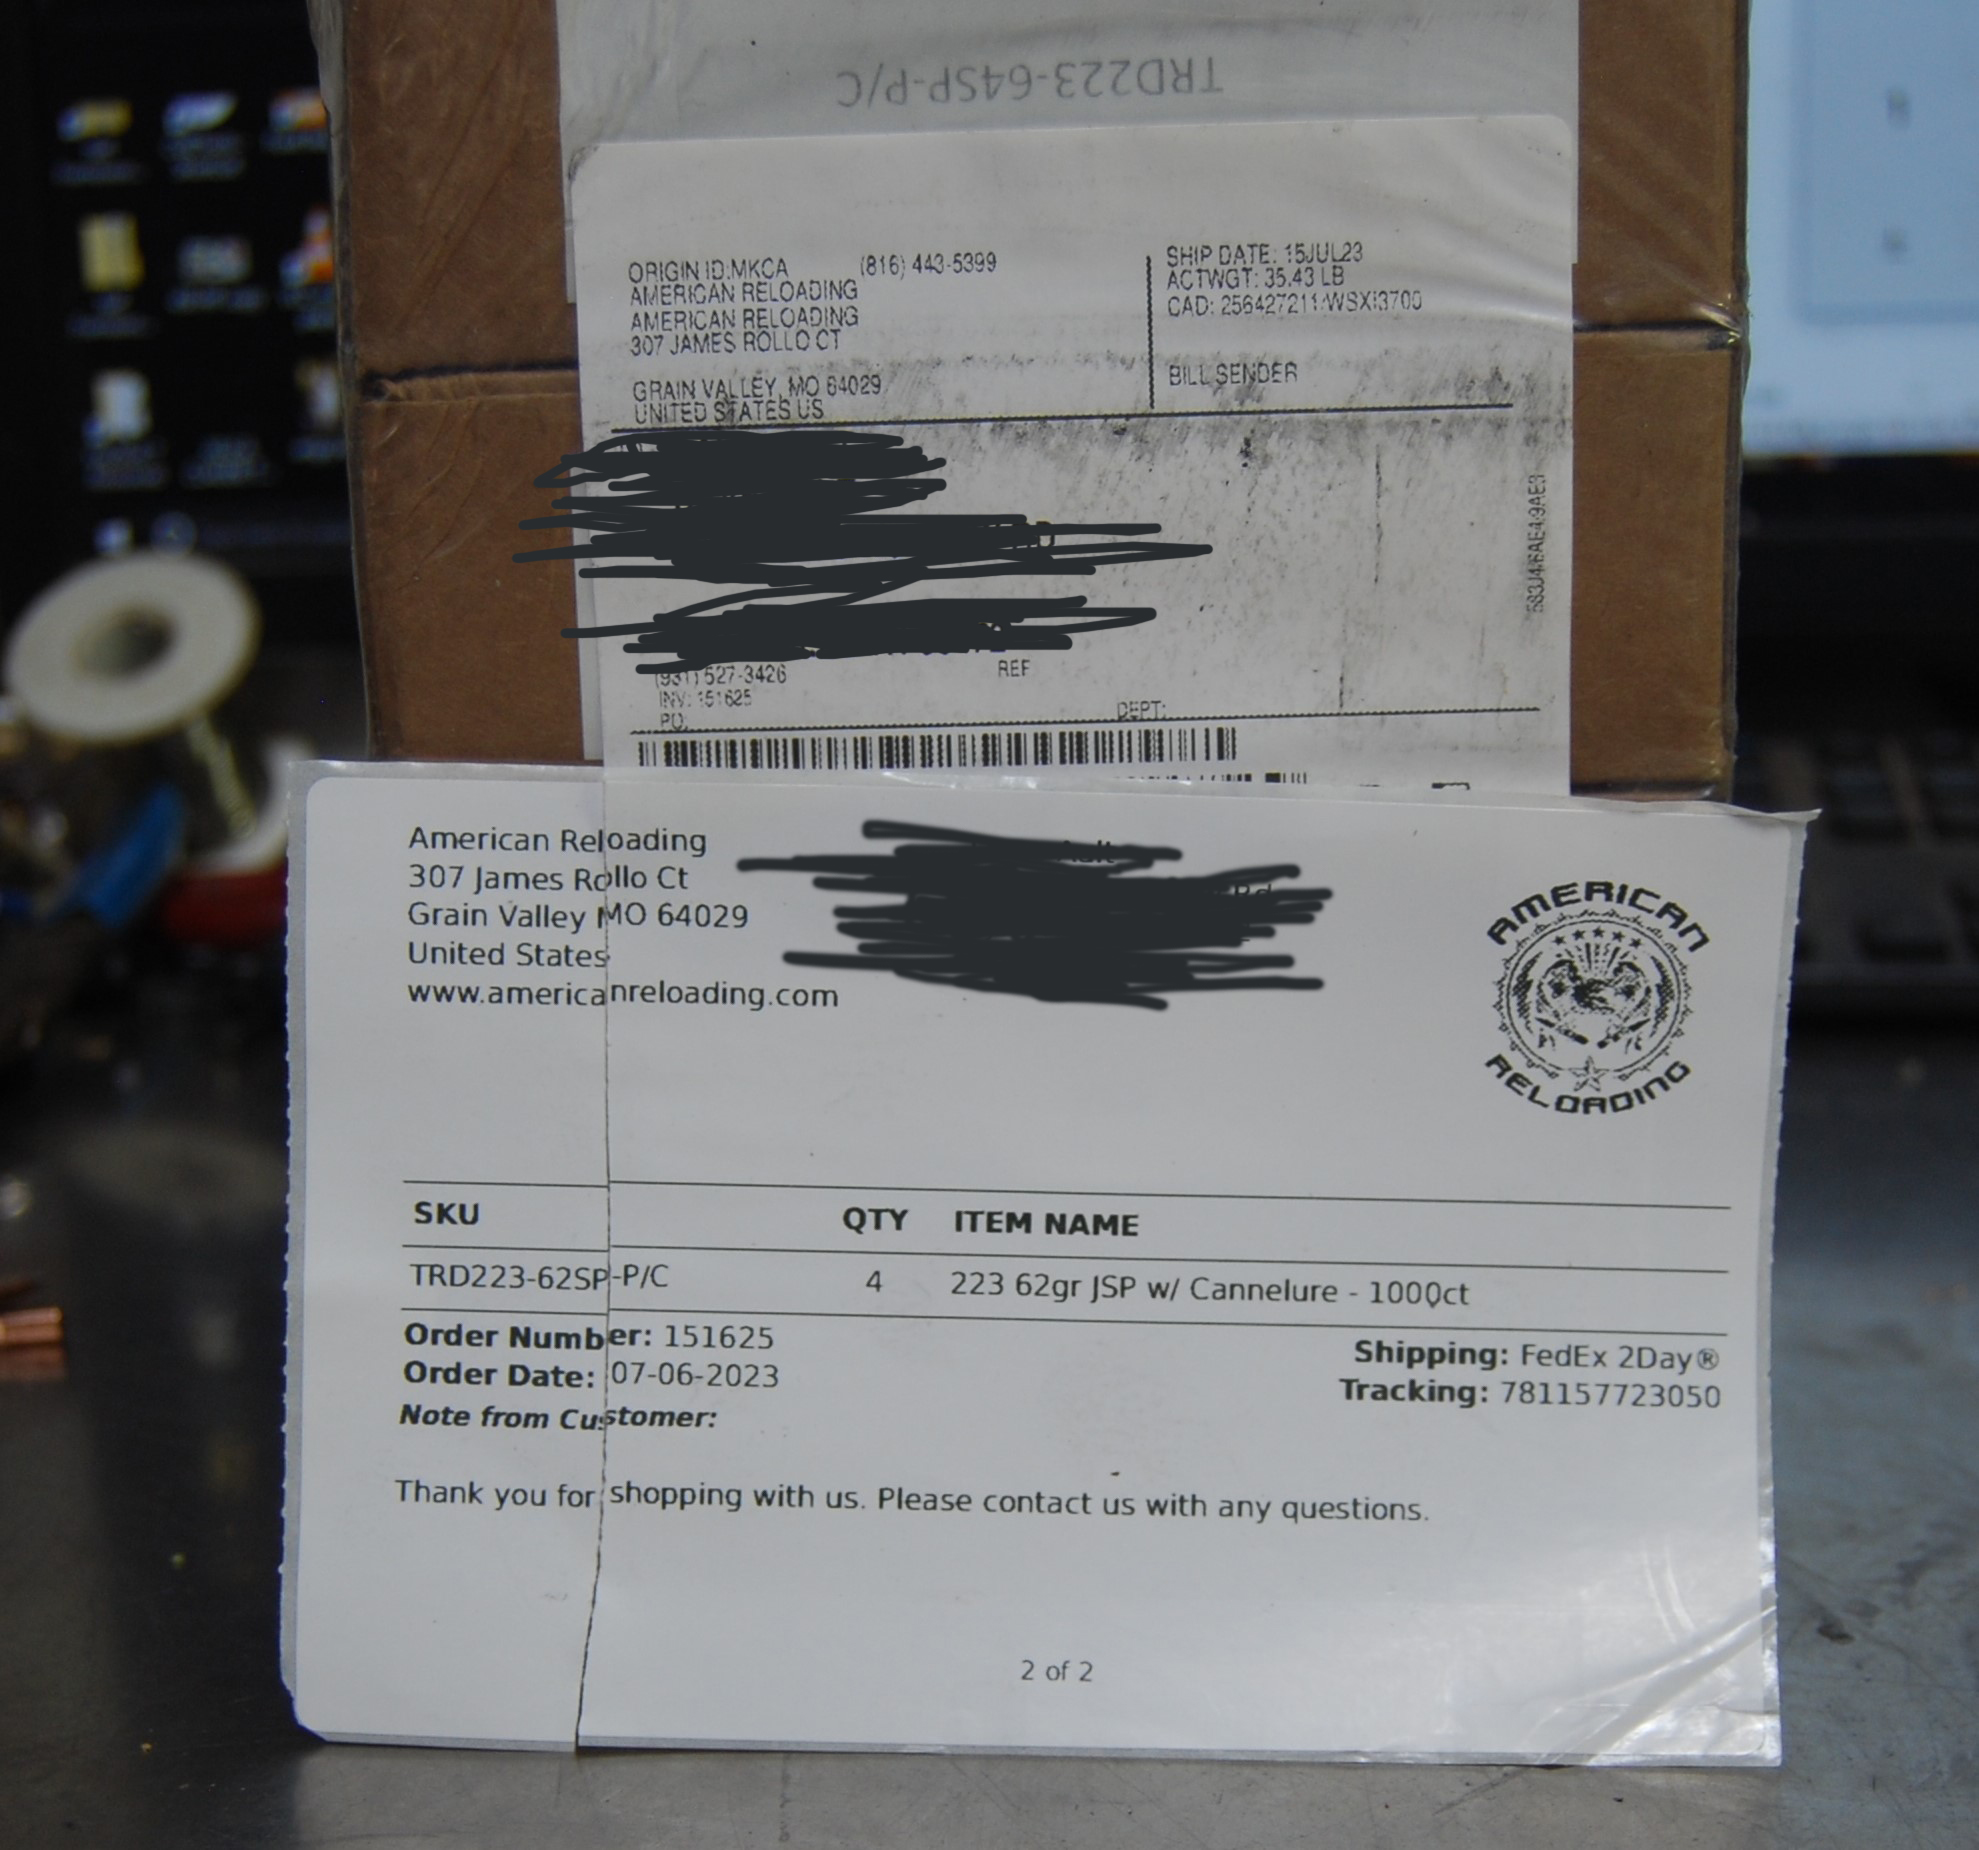 TRD223-64SP-P/C
ORIGIN ID:MKCA (816) 443-5399
AMERICAN RELOADING
AMERICAN RELOADING
307 JAMES ROLLO CT
GRAIN VALLEY, MO 64029
UNITED STATES US
SHIP DATE: 15JUL23
ACTWGT: 35.43 LB
CAD: 256427211/WSXI3700
BILL SENDER
(931) 527-3426
REF
INV: 151625
PO:
DEPT:
American Reloading
307 James Rollo Ct
Grain Valley MO 64029
United States
www.americanreloading.com
AMERICAN
RELOADING
SKU QTY ITEM NAME
TRD223-62SP-P/C 4 223 62gr JSP w/ Cannelure - 1000ct
Order Number: 151625
Order Date: 07-06-2023
Note from Customer:
Shipping: FedEx 2Day®
Tracking: 781157723050
Thank you for shopping with us. Please contact us with any questions.
2 of 2